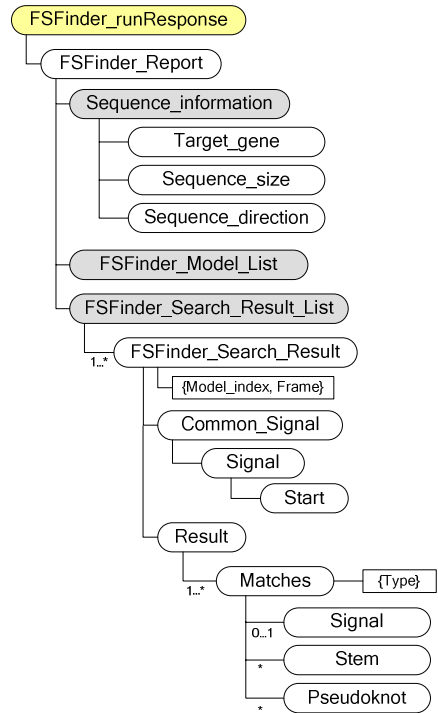 FSFinder_runResponse
FSFinder_Report
Sequence_information
Target_gene
Sequence_size
Sequence_direction
FSFinder_Model_List
FSFinder_Search_Result_List
1...*
FSFinder_Search_Result
{Model_index, Frame}
Common_Signal
Signal
Start
Result
1...*
Matches
{Type}
0...1
Signal
*
Stem
*
Pseudoknot